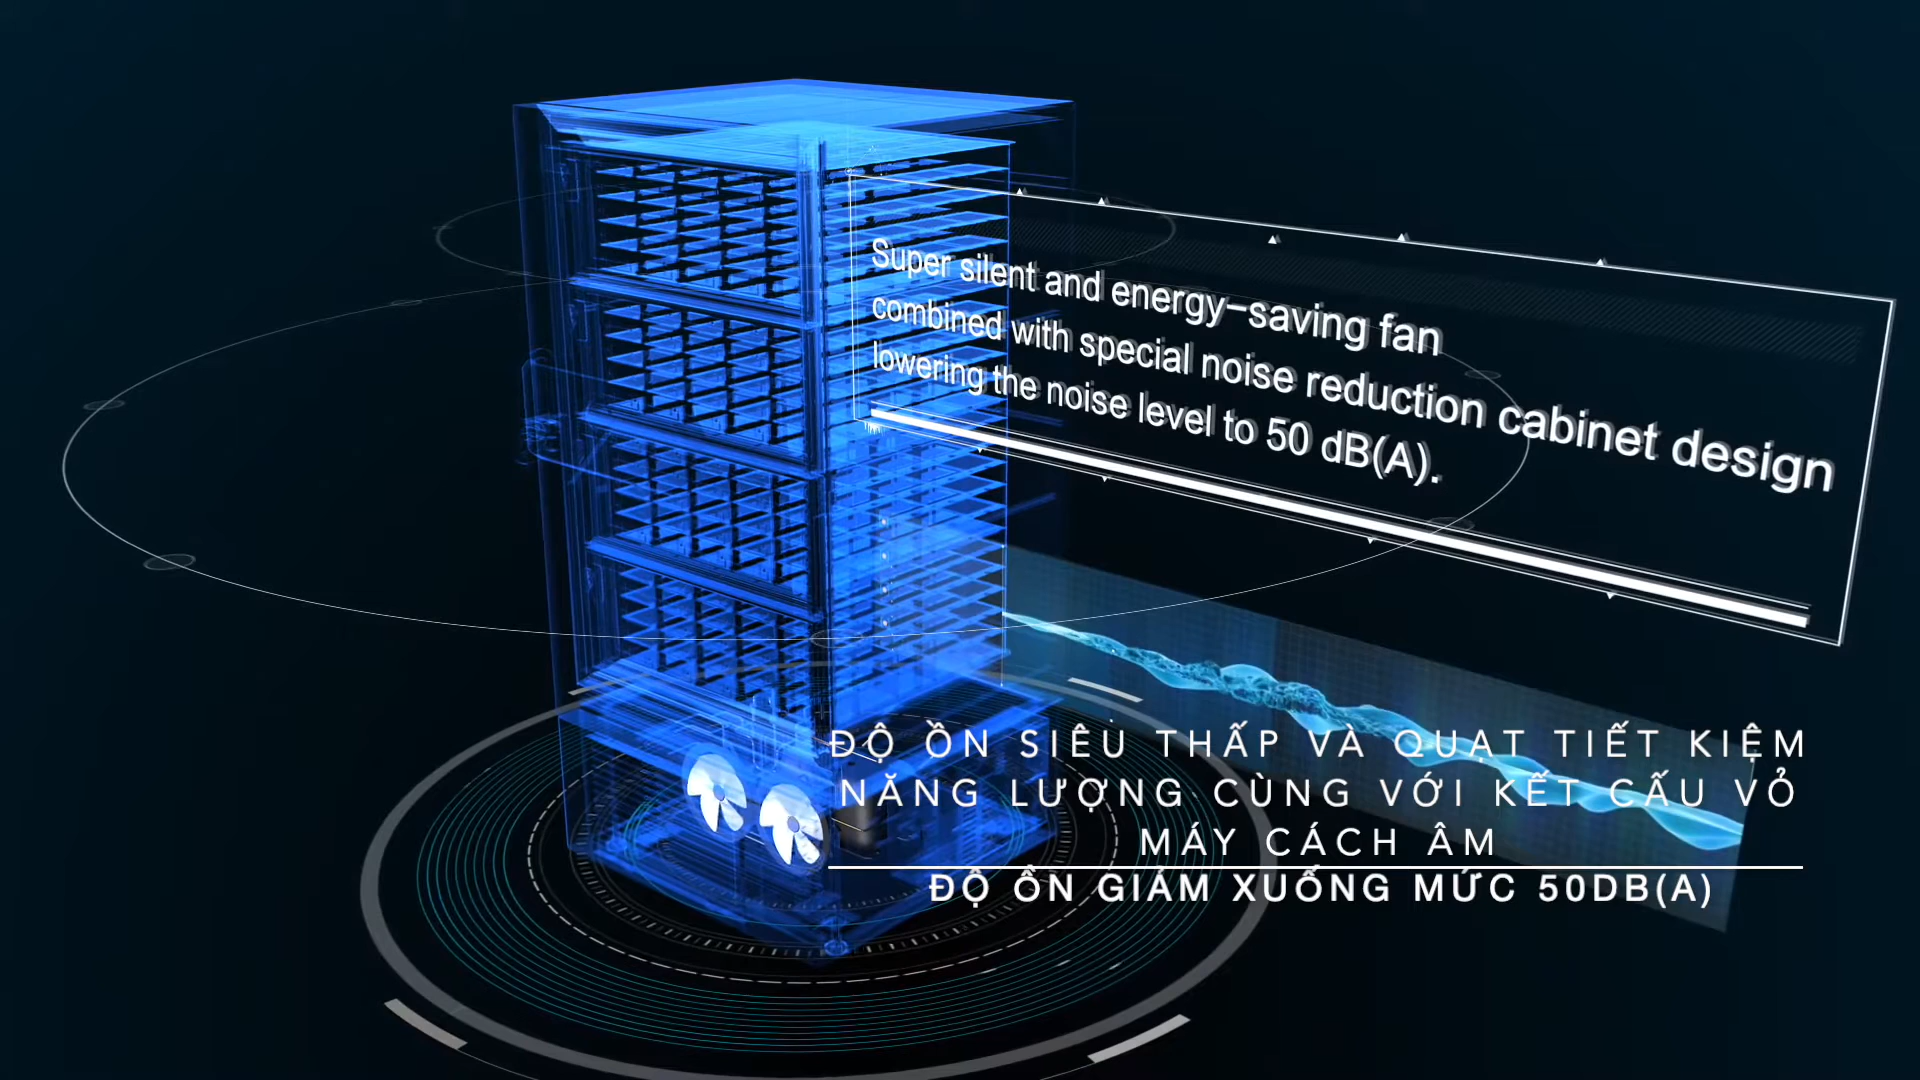 Super silent and energy-saving fan
combined with special noise reduction cabinet design
lowering the noise level to 50 dB(A).
ĐỘ ỒN SIÊU THẤP VÀ QUẠT TIẾT KIỆM
NĂNG LƯỢNG CÙNG VỚI KẾT CẤU VỎ
MÁY CÁCH ÂM
ĐỘ ỒN GIẢM XUỐNG MỨC 50DB(A)